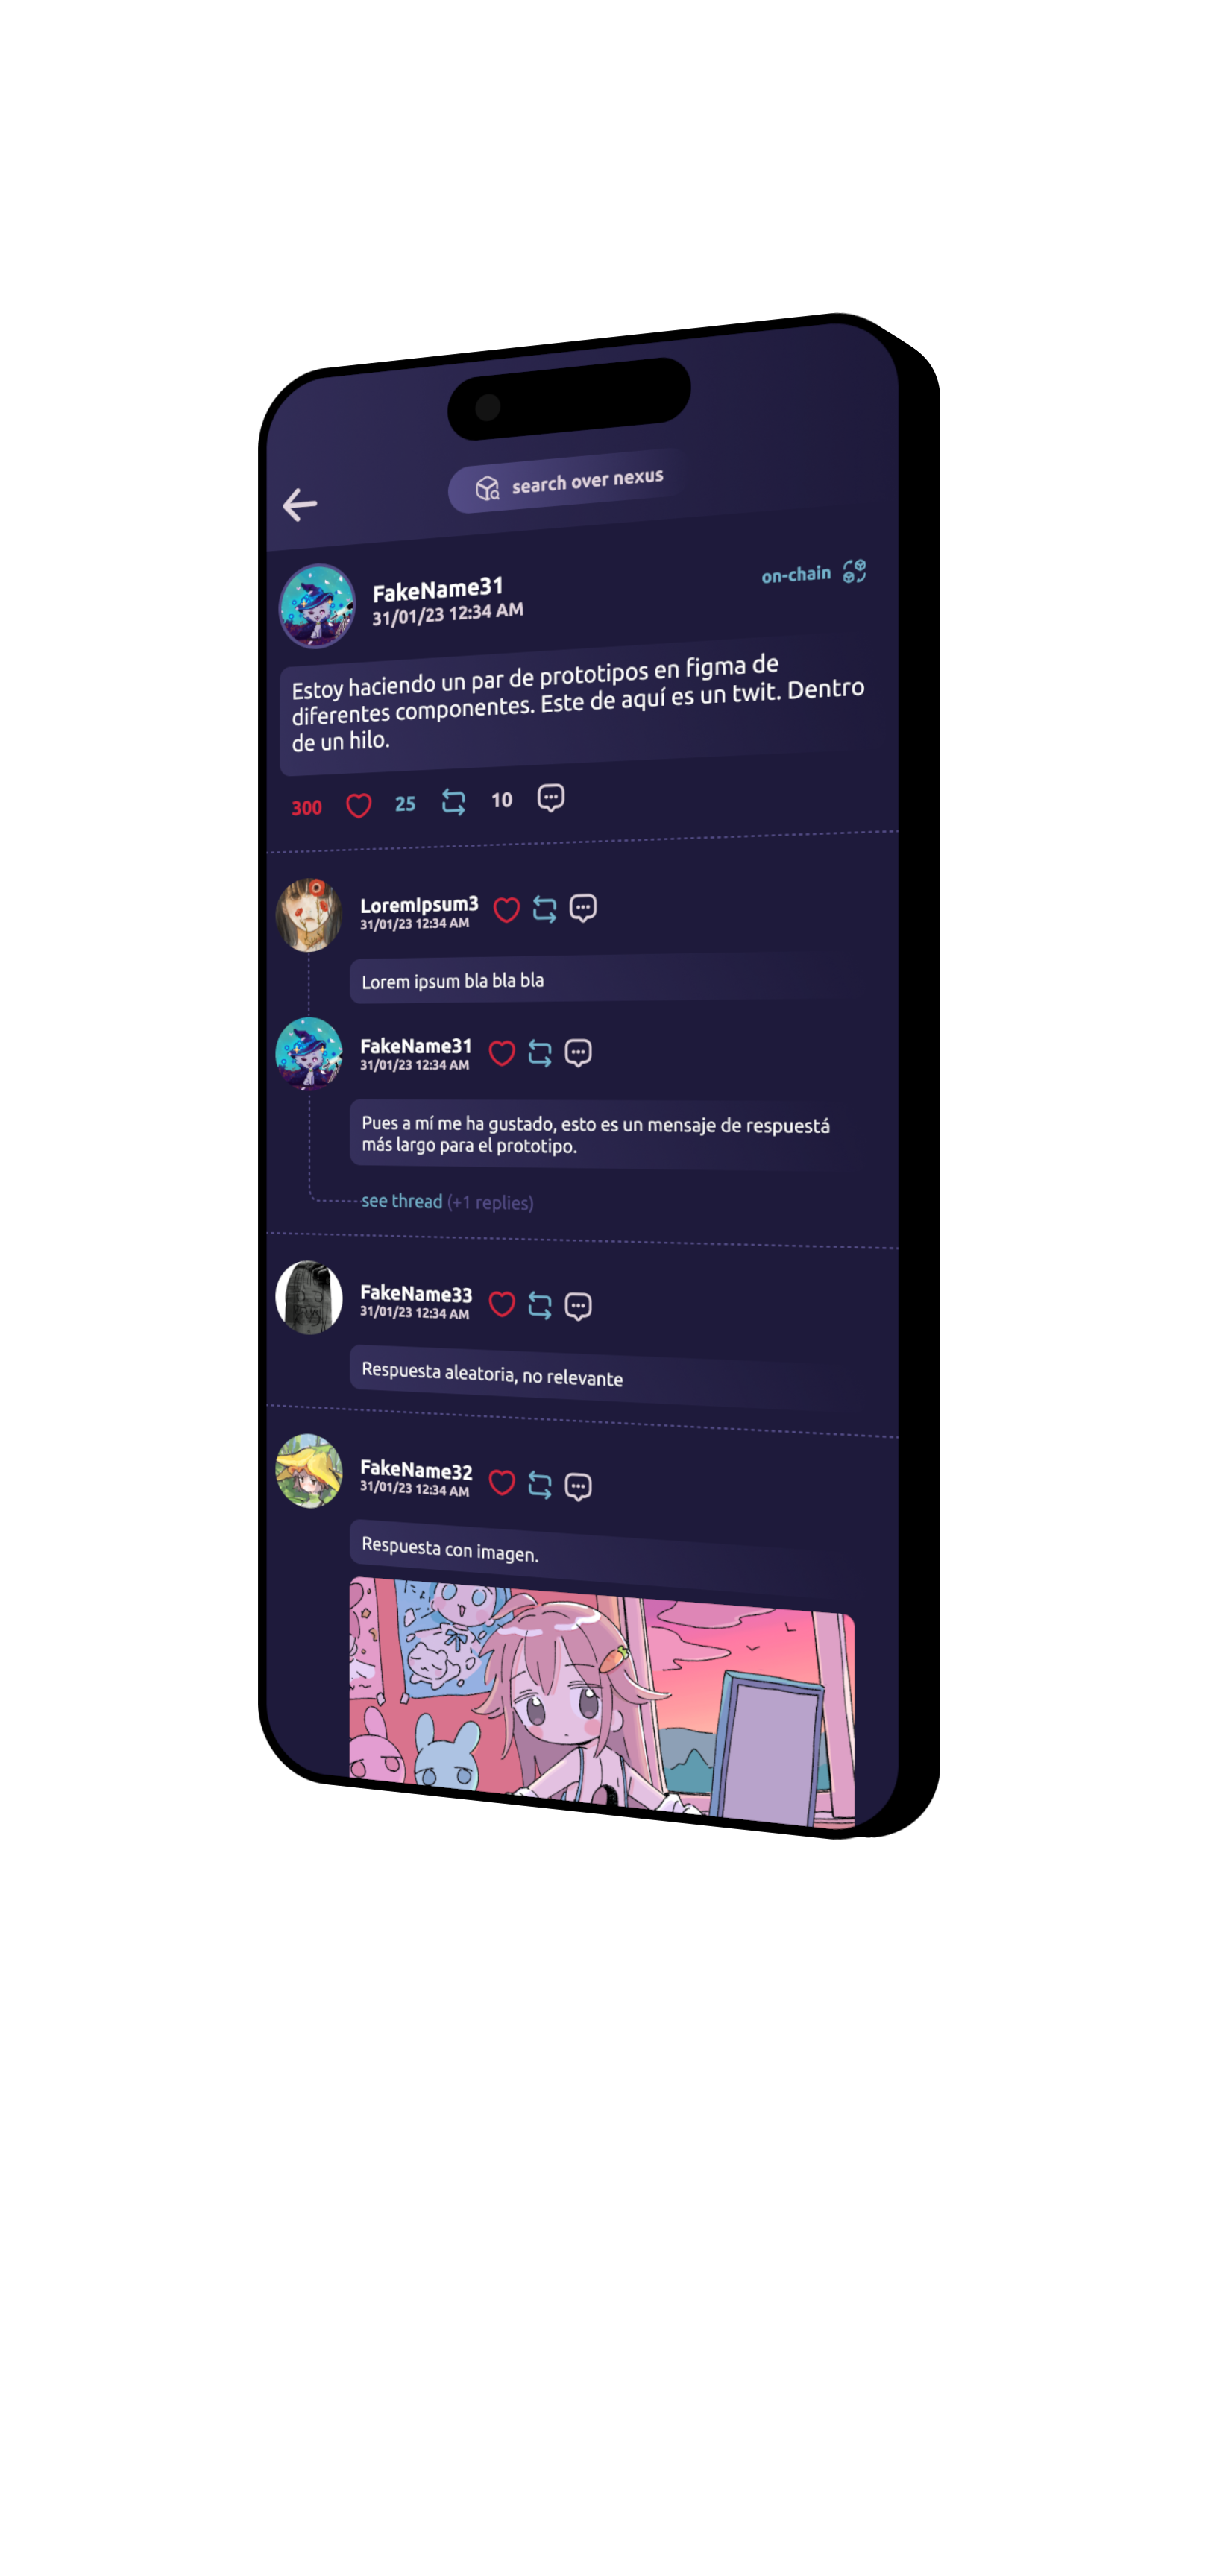 search over nexus
FakeName31
31/01/23 12:34 AM
on-chain
Estoy haciendo un par de prototipos en figma de
diferentes componentes. Este de aquí es un twit. Dentro
de un hilo.
300 25 10
LoremIpsum3
31/01/23 12:34 AM
Lorem ipsum bla bla bla
FakeName31
31/01/23 12:34 AM
Pues a mí me ha gustado, esto es un mensaje de respuestá
más largo para el prototipo.
see thread (+1 replies)
FakeName33
31/01/23 12:34 AM
Respuesta aleatoria, no relevante
FakeName32
31/01/23 12:34 AM
Respuesta con imagen.